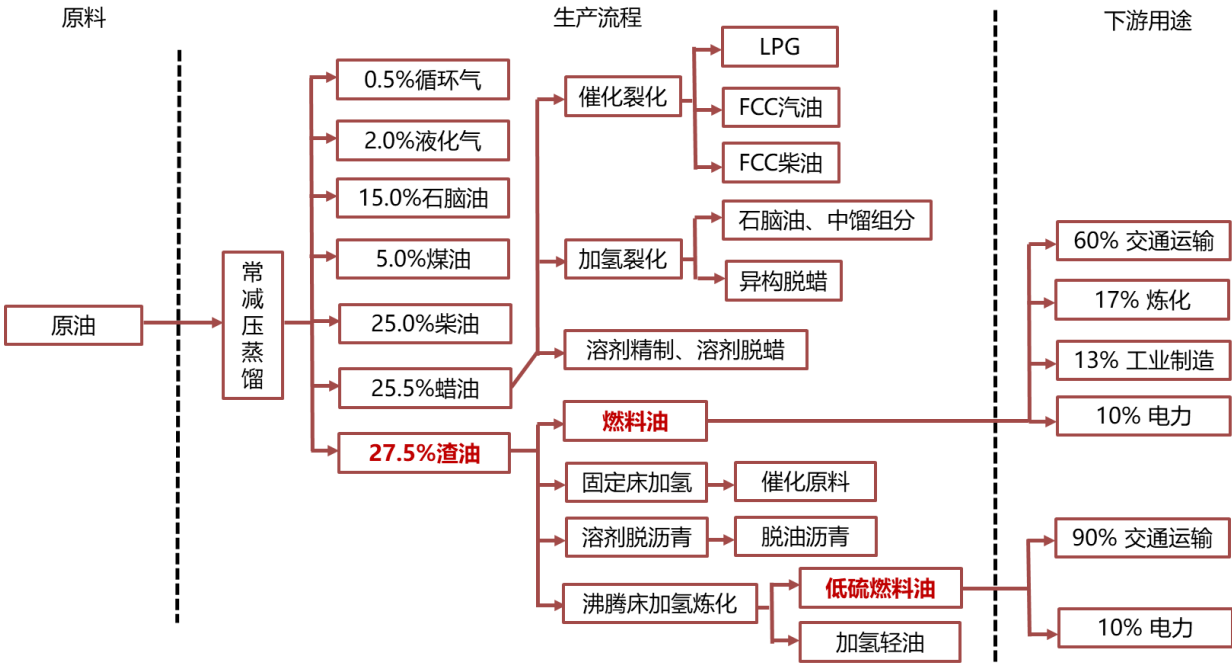 原料
生产流程
下游用途
原油
常减压蒸馏
0.5%循环气
2.0%液化气
15.0%石脑油
5.0%煤油
25.0%柴油
25.5%蜡油
27.5%渣油
催化裂化
LPG
FCC汽油
FCC柴油
加氢裂化
石脑油、中馏组分
异构脱蜡
溶剂精制、溶剂脱蜡
燃料油
固定床加氢
催化原料
溶剂脱沥青
脱油沥青
沸腾床加氢炼化
低硫燃料油
加氢轻油
60% 交通运输
17% 炼化
13% 工业制造
10% 电力
90% 交通运输
10% 电力